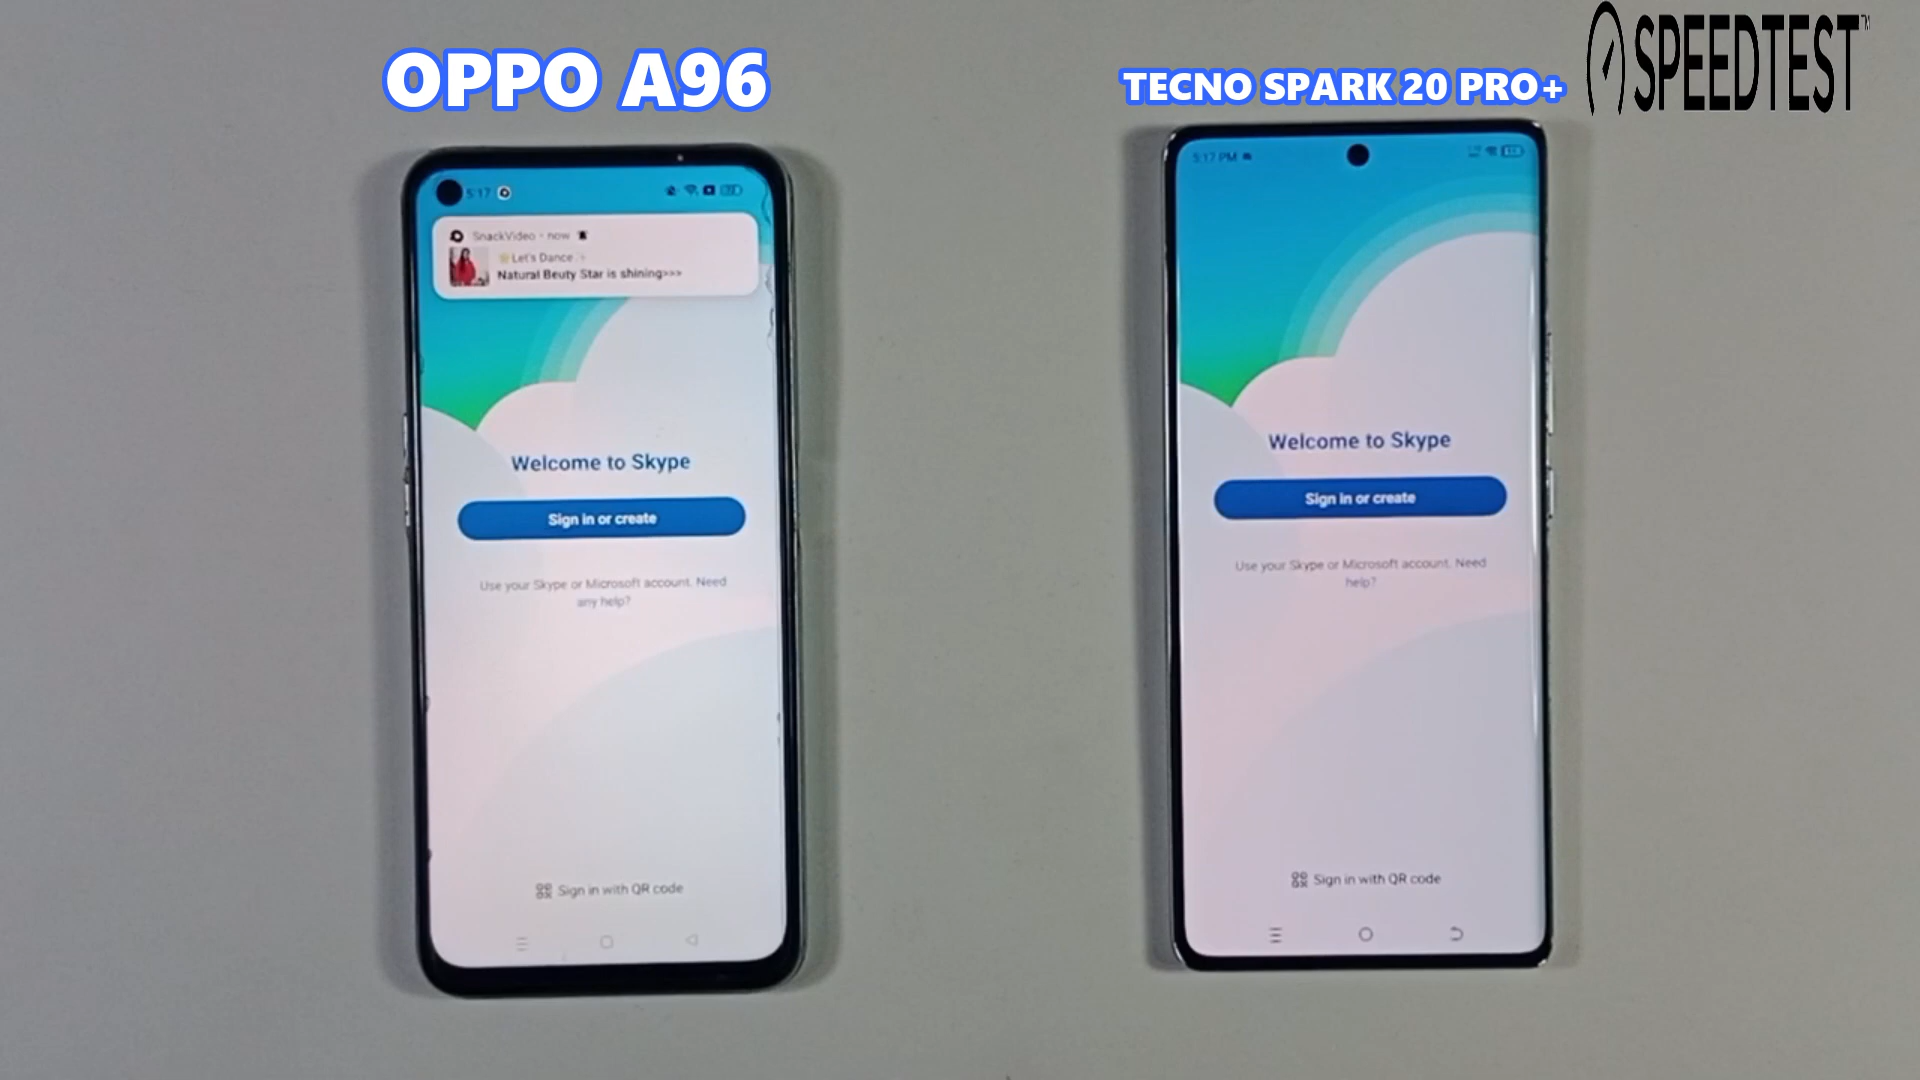 OPPO A96
TECNO SPARK 20 PRO+
SPEEDTEST™
5:17
SnackVideo • now
Let's Dance
Natural Beuty Star is shining>>>
Welcome to Skype
Sign in or create
Use your Skype or Microsoft account. Need
any help?
Sign in with QR code
5:17 PM
Welcome to Skype
Sign in or create
Use your Skype or Microsoft account. Need
help?
Sign in with QR code